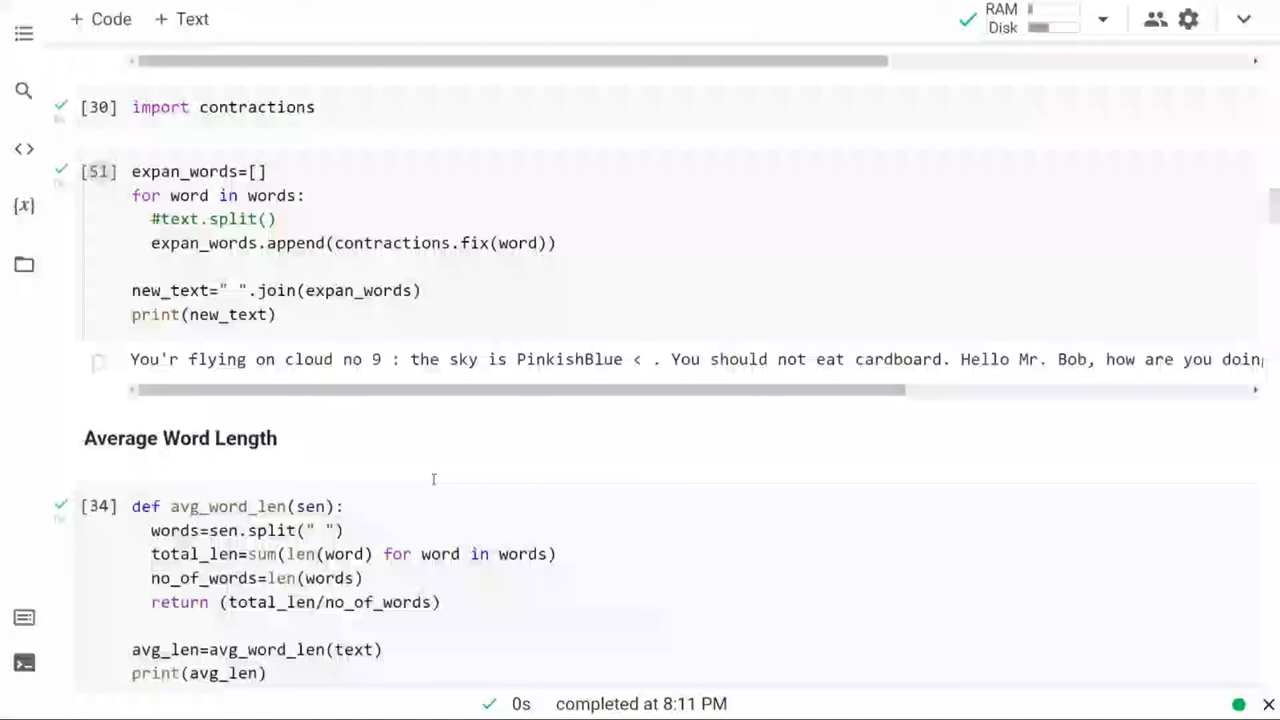 + Code + Text
RAM
Disk
[30] import contractions
[51] expan_words=[]
for word in words:
#text.split()
expan_words.append(contractions.fix(word))
new_text=" ".join(expan_words)
print(new_text)
You'r flying on cloud no 9 : the sky is PinkishBlue < . You should not eat cardboard. Hello Mr. Bob, how are you doin
Average Word Length
[34] def avg_word_len(sen):
words=sen.split(" ")
total_len=sum(len(word) for word in words)
no_of_words=len(words)
return (total_len/no_of_words)
avg_len=avg_word_len(text)
print(avg_len)
0s completed at 8:11 PM